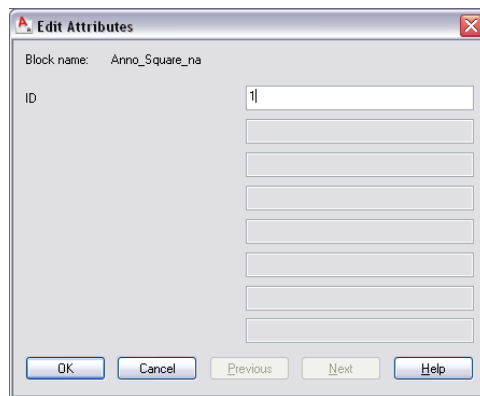 Edit Attributes
Block name: Anno_Square_na
ID 1
OK Cancel Previous Next Help